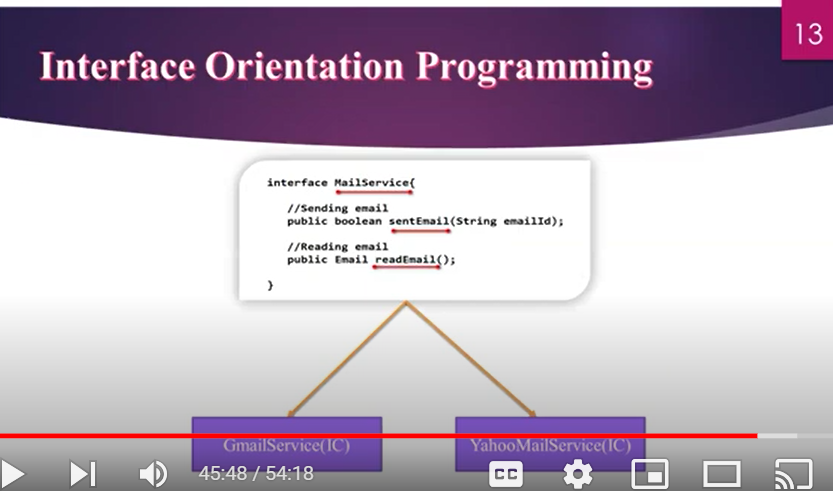 13
Interface Orientation Programming
interface MailService{
//Sending email
public boolean sentEmail(String emailId);
//Reading email
public Email readEmail();
}
GmailService(IC) YahooMailService(IC)
45:48 / 54:18
CC